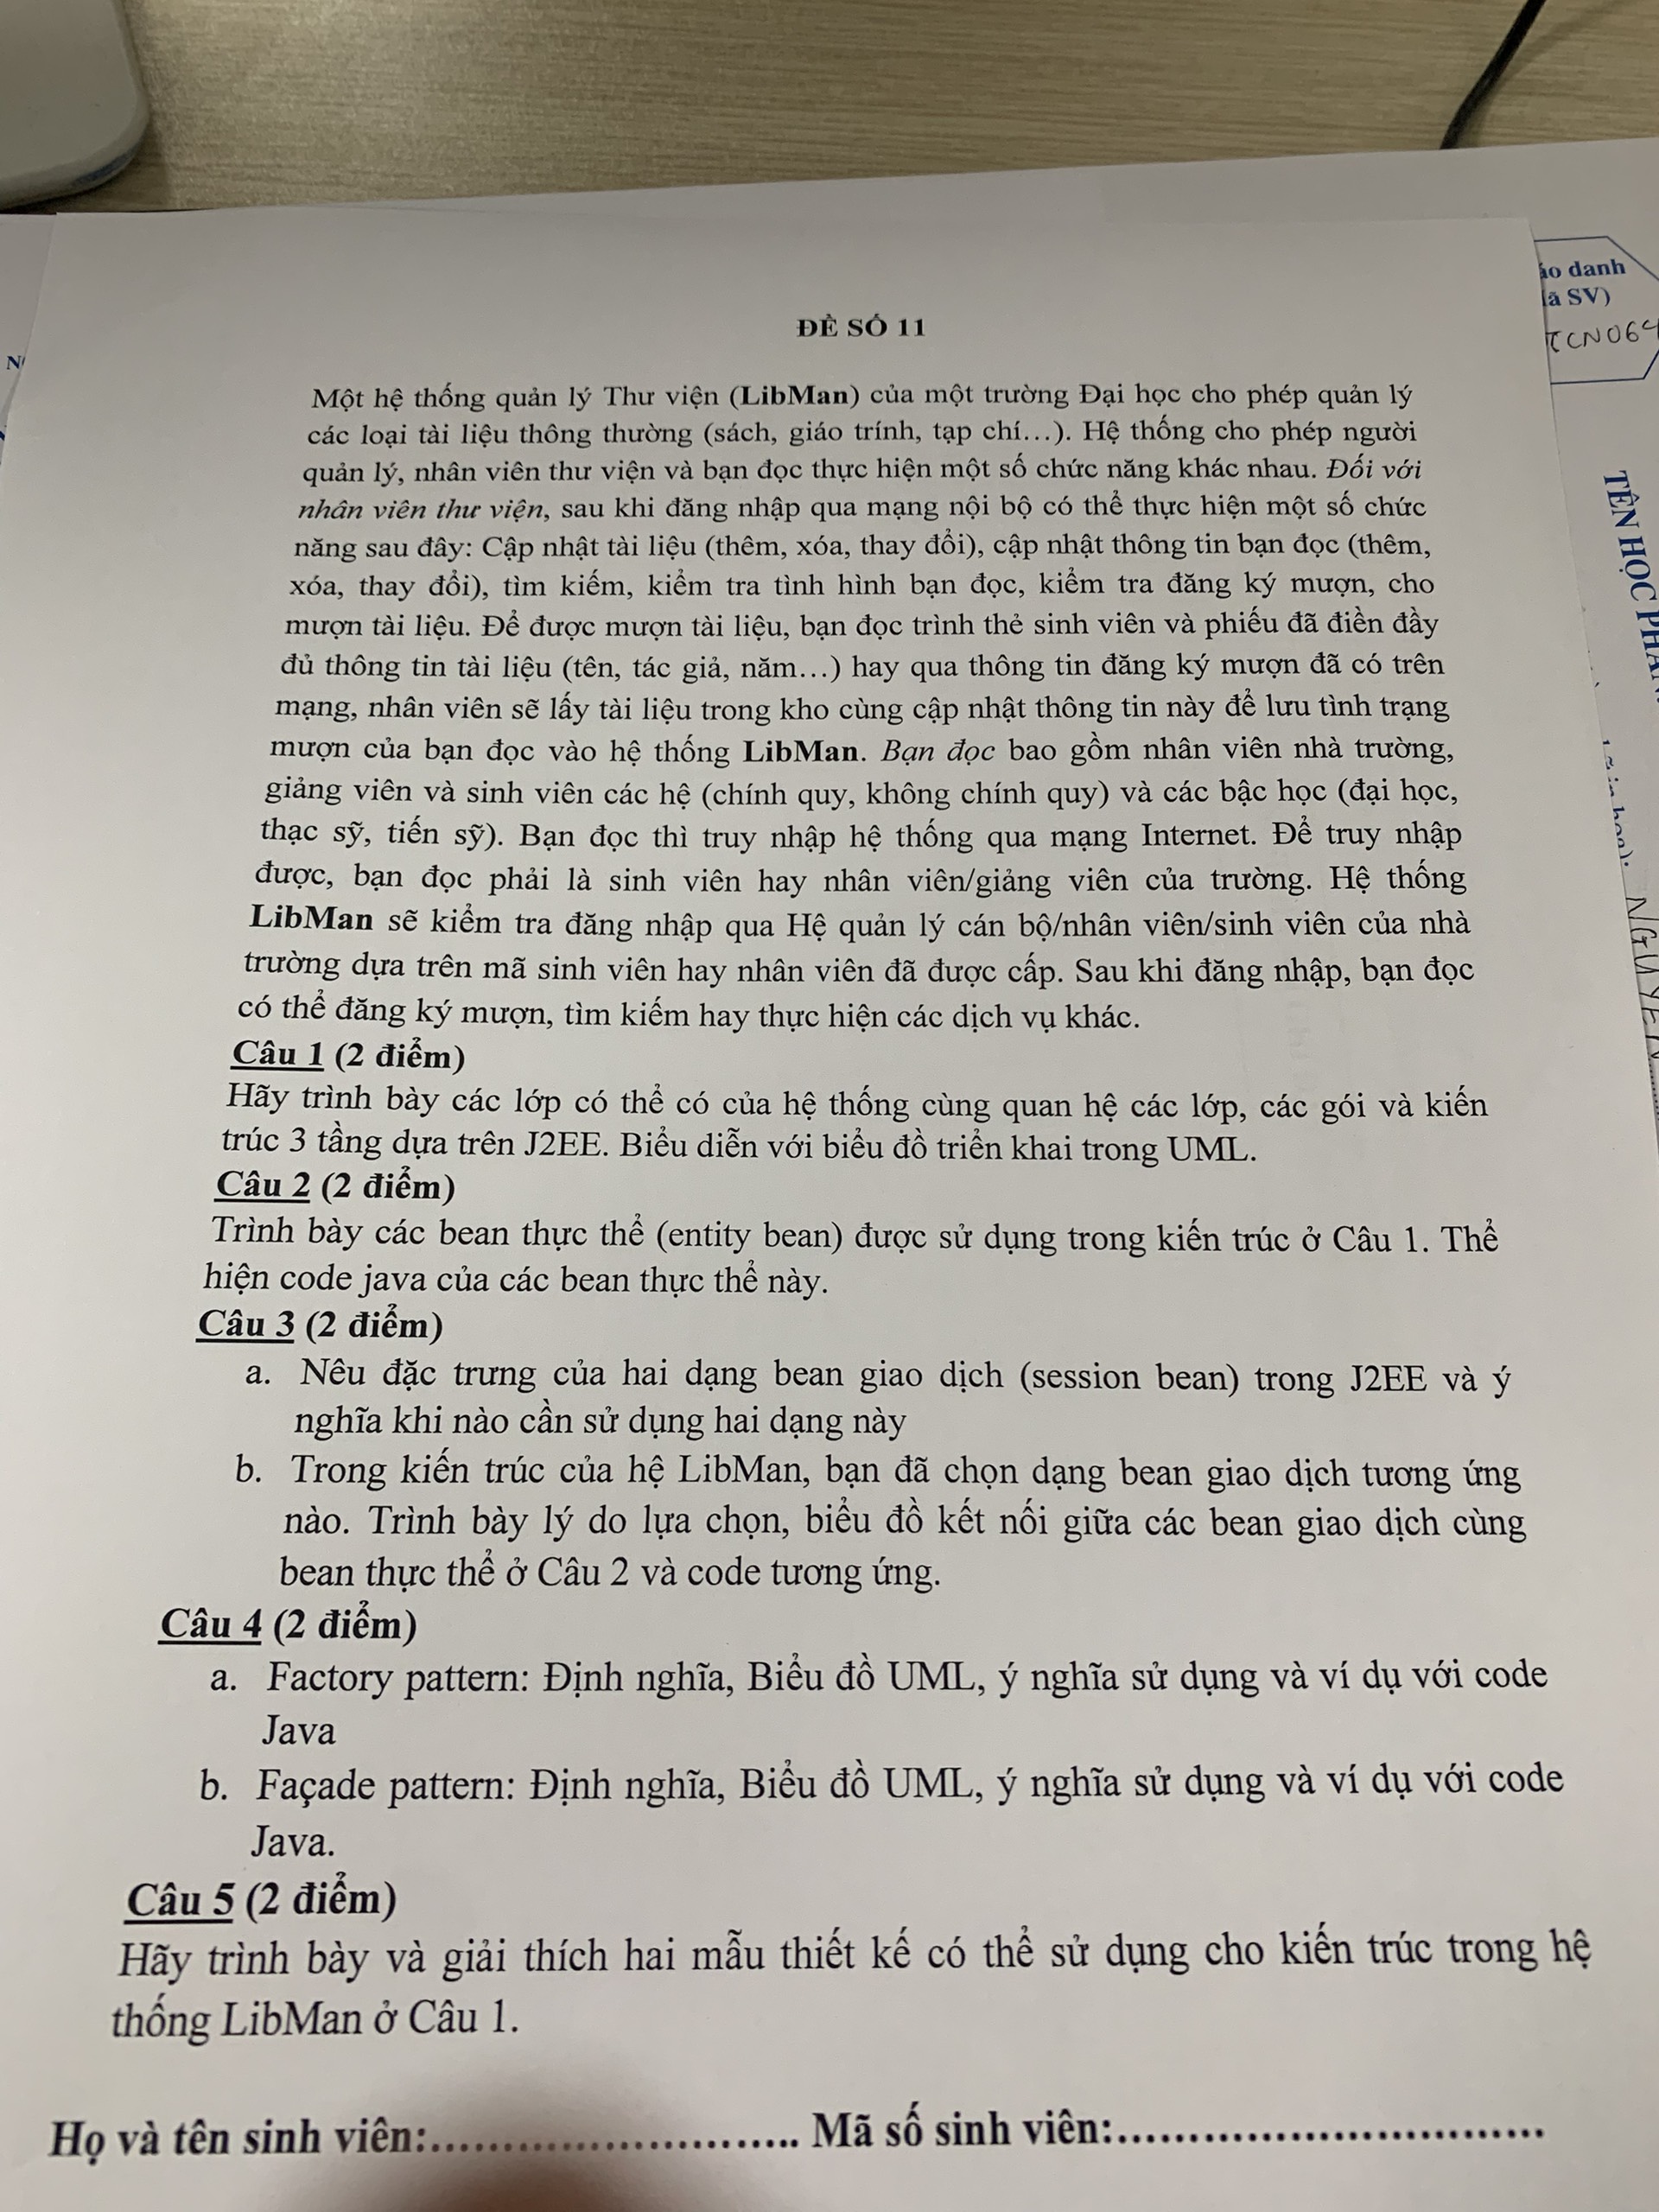 ĐỀ SỐ 11
Một hệ thống quản lý Thư viện (LibMan) của một trường Đại học cho phép quản lý
các loại tài liệu thông thường (sách, giáo trính, tạp chí…). Hệ thống cho phép người
quản lý, nhân viên thư viện và bạn đọc thực hiện một số chức năng khác nhau. Đối với
nhân viên thư viện, sau khi đăng nhập qua mạng nội bộ có thể thực hiện một số chức
năng sau đây: Cập nhật tài liệu (thêm, xóa, thay đổi), cập nhật thông tin bạn đọc (thêm,
xóa, thay đổi), tìm kiếm, kiểm tra tình hình bạn đọc, kiểm tra đăng ký mượn, cho
mượn tài liệu. Để được mượn tài liệu, bạn đọc trình thẻ sinh viên và phiếu đã điền đầy
đủ thông tin tài liệu (tên, tác giả, năm…) hay qua thông tin đăng ký mượn đã có trên
mạng, nhân viên sẽ lấy tài liệu trong kho cùng cập nhật thông tin này để lưu tình trạng
mượn của bạn đọc vào hệ thống LibMan. Bạn đọc bao gồm nhân viên nhà trường,
giảng viên và sinh viên các hệ (chính quy, không chính quy) và các bậc học (đại học,
thạc sỹ, tiến sỹ). Bạn đọc thì truy nhập hệ thống qua mạng Internet. Để truy nhập
được, bạn đọc phải là sinh viên hay nhân viên/giảng viên của trường. Hệ thống
LibMan sẽ kiểm tra đăng nhập qua Hệ quản lý cán bộ/nhân viên/sinh viên của nhà
trường dựa trên mã sinh viên hay nhân viên đã được cấp. Sau khi đăng nhập, bạn đọc
có thể đăng ký mượn, tìm kiếm hay thực hiện các dịch vụ khác.
Câu 1 (2 điểm)
Hãy trình bày các lớp có thể có của hệ thống cùng quan hệ các lớp, các gói và kiến
trúc 3 tầng dựa trên J2EE. Biểu diễn với biểu đồ triển khai trong UML.
Câu 2 (2 điểm)
Trình bày các bean thực thể (entity bean) được sử dụng trong kiến trúc ở Câu 1. Thể
hiện code java của các bean thực thể này.
Câu 3 (2 điểm)
a. Nêu đặc trưng của hai dạng bean giao dịch (session bean) trong J2EE và ý
nghĩa khi nào cần sử dụng hai dạng này
b. Trong kiến trúc của hệ LibMan, bạn đã chọn dạng bean giao dịch tương ứng
nào. Trình bày lý do lựa chọn, biểu đồ kết nối giữa các bean giao dịch cùng
bean thực thể ở Câu 2 và code tương ứng.
Câu 4 (2 điểm)
a. Factory pattern: Định nghĩa, Biểu đồ UML, ý nghĩa sử dụng và ví dụ với code
Java
b. Façade pattern: Định nghĩa, Biểu đồ UML, ý nghĩa sử dụng và ví dụ với code
Java.
Câu 5 (2 điểm)
Hãy trình bày và giải thích hai mẫu thiết kế có thể sử dụng cho kiến trúc trong hệ
thống LibMan ở Câu 1.
Họ và tên sinh viên:........................... Mã số sinh viên:..............................
áo danh
SV)
TÊN HỌC